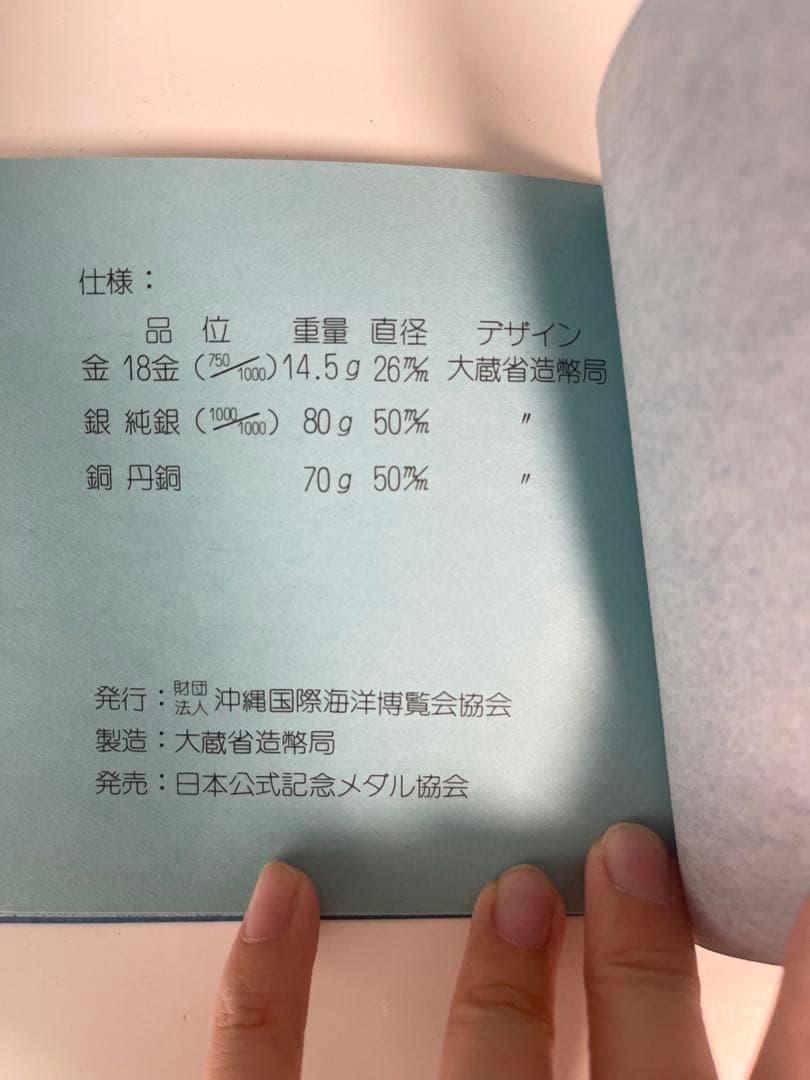 仕様：
品 位 重量 直径 デザイン
金 18金（750/1000）14.5g 26m/m 大蔵省造幣局
銀 純銀（1000/1000） 80g 50m/m 〃
銅 丹銅 70g 50m/m 〃
発行：財団法人 沖縄国際海洋博覧会協会
製造：大蔵省造幣局
発売：日本公式記念メダル協会